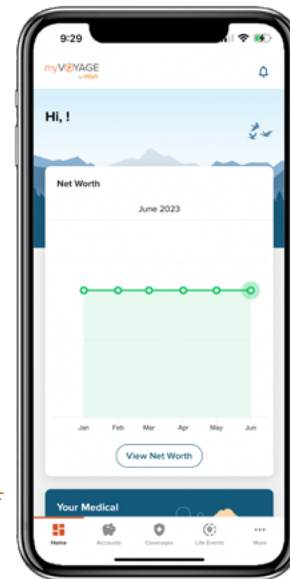 9:29
myVOYAGE
by voya
Hi, !
Net Worth
June 2023
Jan Feb Mar Apr May Jun
View Net Worth
Your Medical
Home Accounts Coverages Life Events More